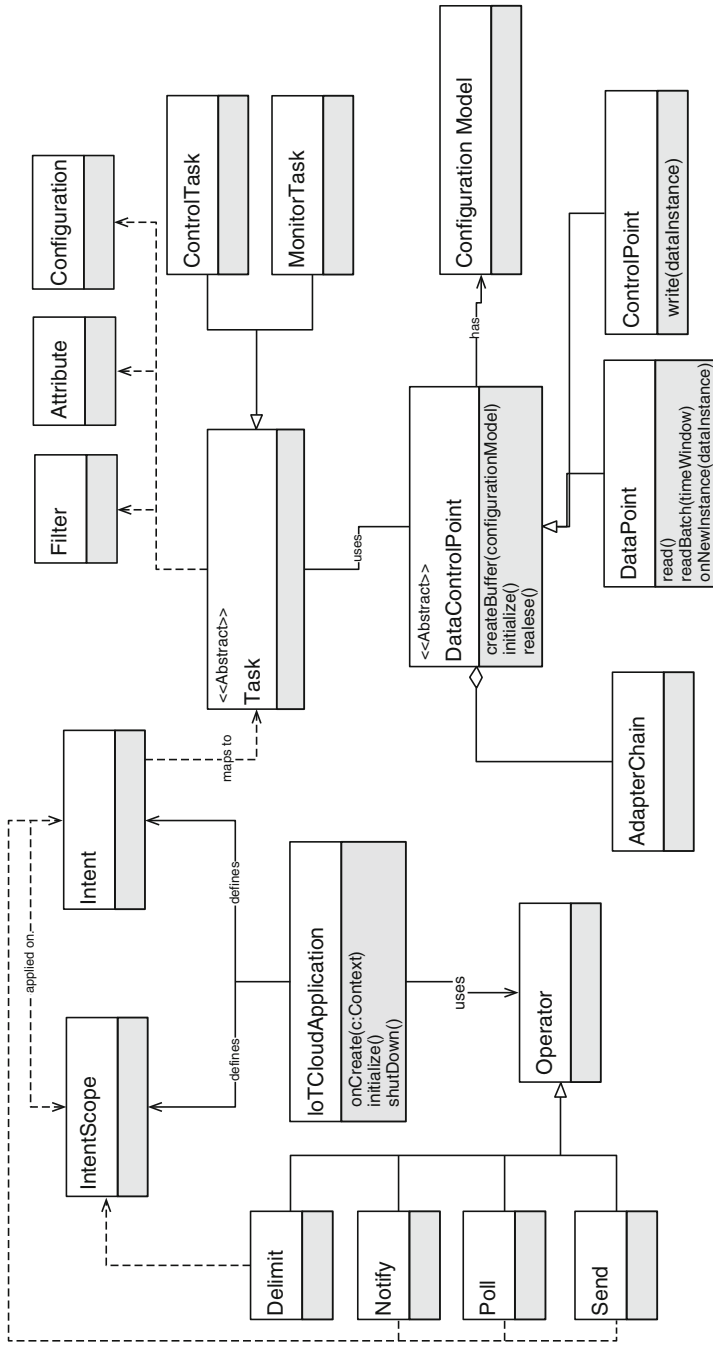 Delimit
Notify
Poll
Send
IntentScope
applied on
Intent
defines
defines
IoTCloudApplication
onCreate(c:Context)
initialize()
shutDown()
uses
Operator
maps to
<<Abstract>>
Task
Filter
Attribute
Configuration
ControlTask
MonitorTask
uses
<<Abstract>>
DataControlPoint
createBuffer(configurationModel)
initialize()
realese()
has
Configuration Model
AdapterChain
DataPoint
read()
readBatch(timeWindow)
onNewInstance(dataInstance)
ControlPoint
write(dataInstance)